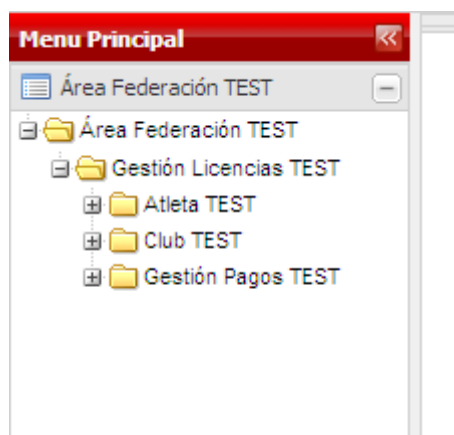 Menu Principal
Área Federación TEST
Área Federación TEST
Gestión Licencias TEST
Atleta TEST
Club TEST
Gestión Pagos TEST